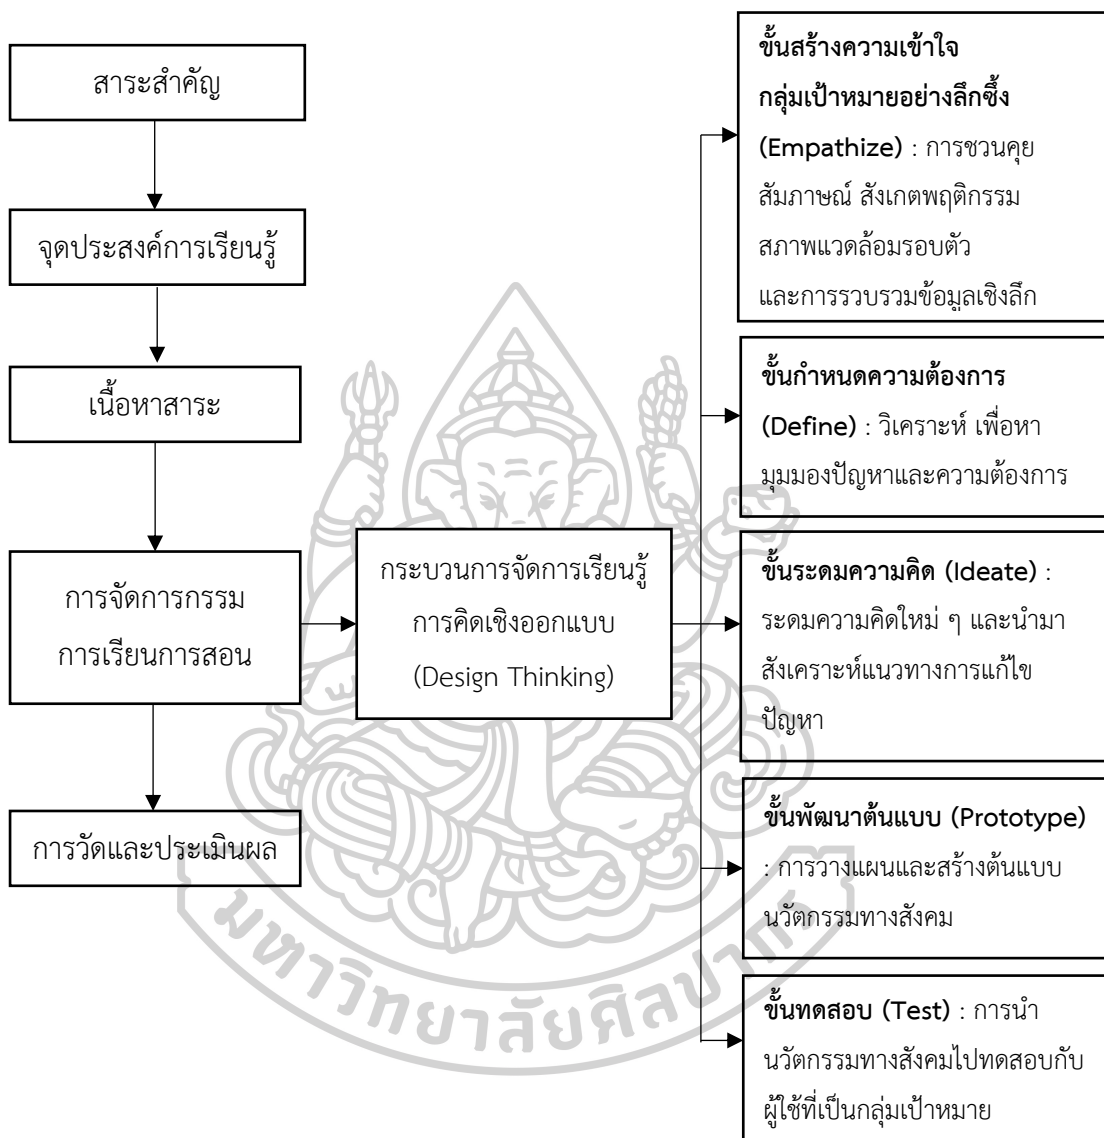 สาระสำคัญ
จุดประสงค์การเรียนรู้
เนื้อหาสาระ
การจัดการกรรม
การเรียนการสอน
การวัดและประเมินผล
กระบวนการจัดการเรียนรู้
การคิดเชิงออกแบบ
(Design Thinking)
ขั้นสร้างความเข้าใจ
กลุ่มเป้าหมายอย่างลึกซึ้ง
(Empathize) : การชวนคุย
สัมภาษณ์ สังเกตพฤติกรรม
สภาพแวดล้อมรอบตัว
และการรวบรวมข้อมูลเชิงลึก
ขั้นกำหนดความต้องการ
(Define) : วิเคราะห์ เพื่อหา
มุมมองปัญหาและความต้องการ
ขั้นระดมความคิด (Ideate) :
ระดมความคิดใหม่ ๆ และนำมา
สังเคราะห์แนวทางการแก้ไข
ปัญหา
ขั้นพัฒนาต้นแบบ (Prototype)
: การวางแผนและสร้างต้นแบบ
นวัตกรรมทางสังคม
ขั้นทดสอบ (Test) : การนำ
นวัตกรรมทางสังคมไปทดสอบกับ
ผู้ใช้ที่เป็นกลุ่มเป้าหมาย
มหาวิทยาลัยศิลปากร